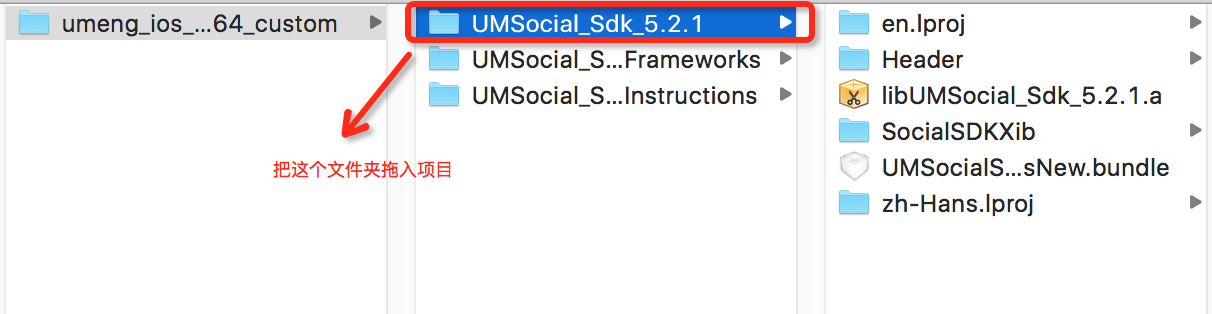 umeng_ios_...64_custom
UMSocial_Sdk_5.2.1
UMSocial_S...Frameworks
UMSocial_S...Instructions
把这个文件夹拖入项目
en.lproj
Header
libUMSocial_Sdk_5.2.1.a
SocialSDKXib
UMSocialS...sNew.bundle
zh-Hans.lproj